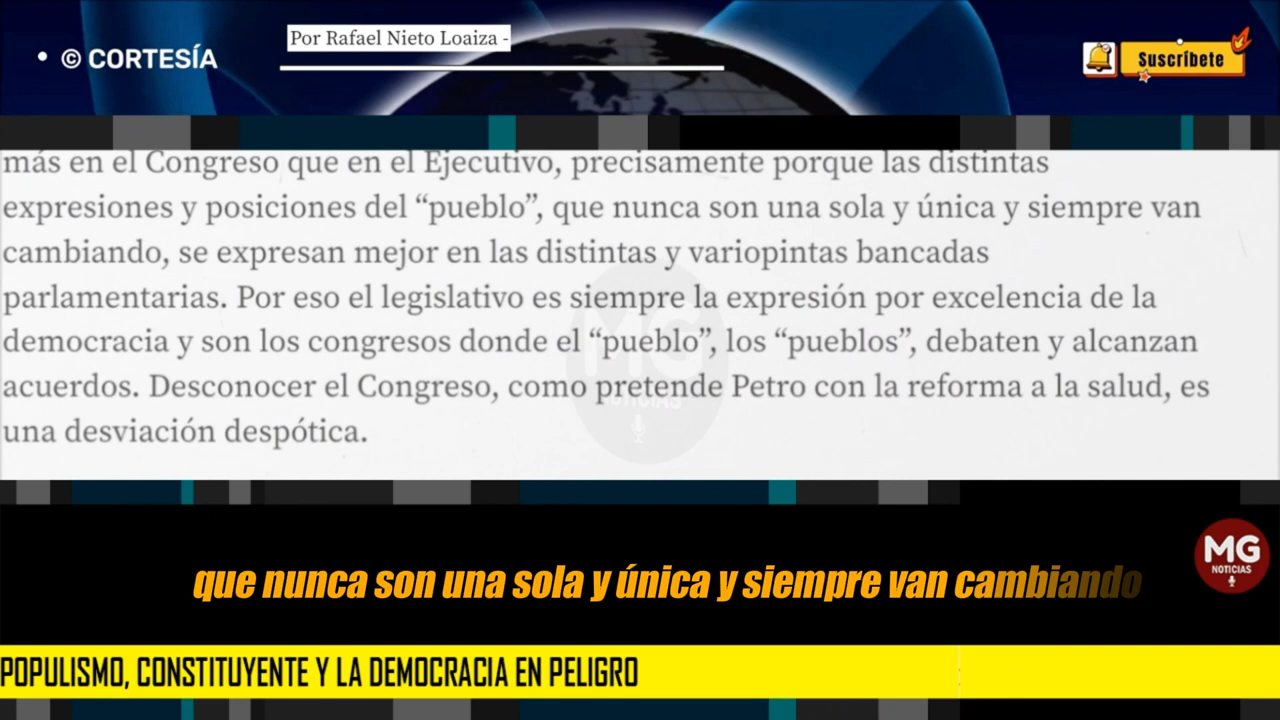 Por Rafael Nieto Loaiza -
• © CORTESÍA
Suscríbete
más en el Congreso que en el Ejecutivo, precisamente porque las distintas
expresiones y posiciones del “pueblo”, que nunca son una sola y única y siempre van
cambiando, se expresan mejor en las distintas y variopintas bancadas
parlamentarias. Por eso el legislativo es siempre la expresión por excelencia de la
democracia y son los congresos donde el “pueblo”, los “pueblos”, debaten y alcanzan
acuerdos. Desconocer el Congreso, como pretende Petro con la reforma a la salud, es
una desviación despótica.
MG
NOTICIAS
que nunca son una sola y única y siempre van cambiando
MG
NOTICIAS
POPULISMO, CONSTITUYENTE Y LA DEMOCRACIA EN PELIGRO